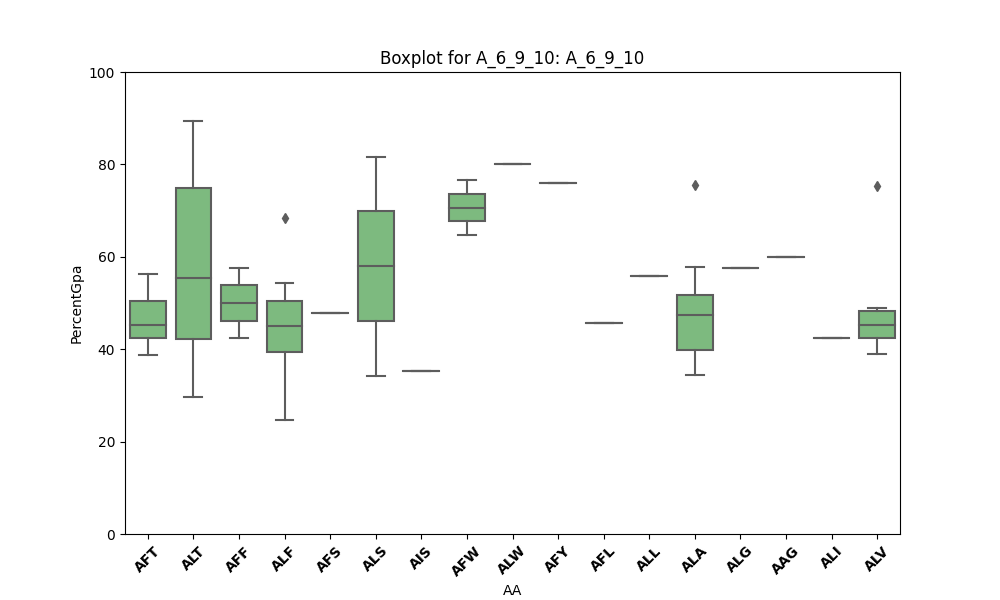 Boxplot for A_6_9_10: A_6_9_10
100
80
60
40
20
0
PercentGpa
AFT ALT AFF ALF AFS ALS AIS AFW ALW AFY AFL ALL ALA ALG AAG ALI ALV
AA